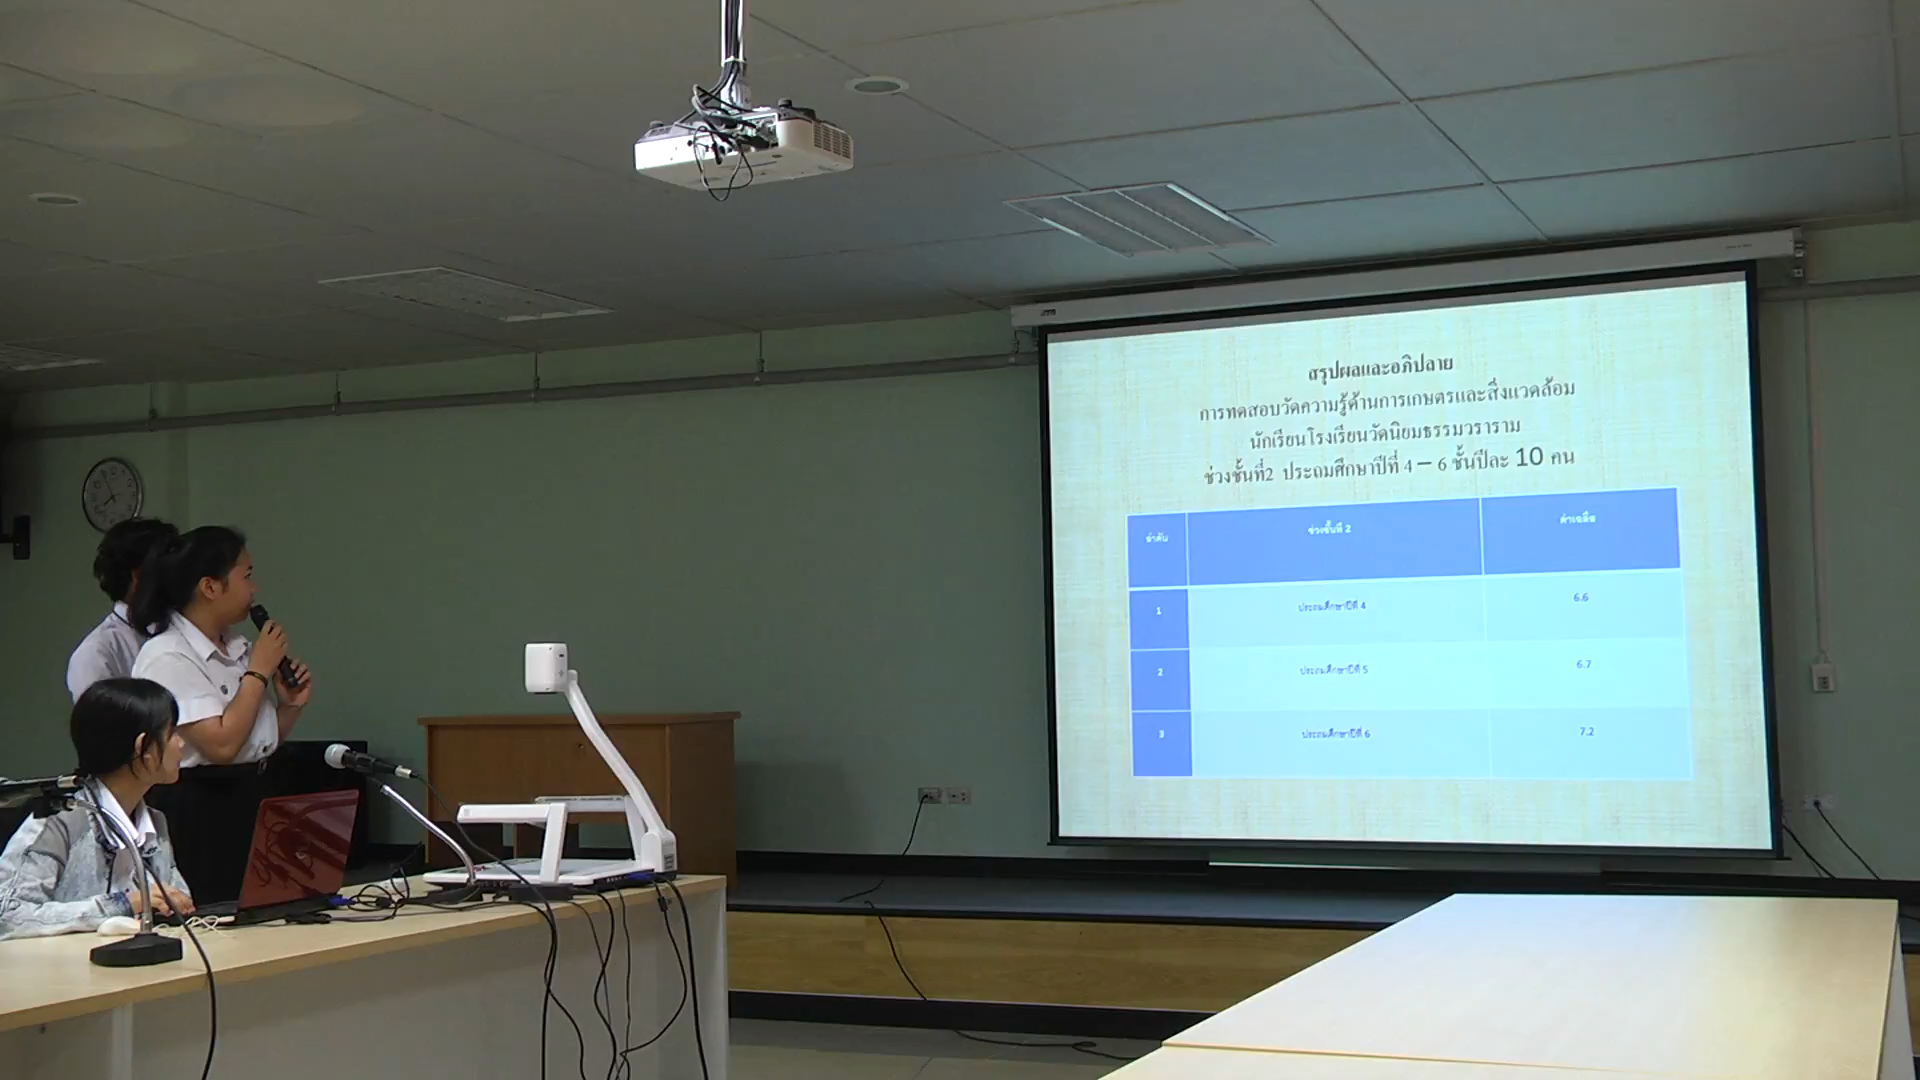 สรุปผลและอภิปลาย
การทดสอบวัดความรู้ด้านการเกษตรและสิ่งแวดล้อม
นักเรียนโรงเรียนวัดนิยมธรรมวราราม
ช่วงชั้นที่2 ประถมศึกษาปีที่ 4 – 6 ชั้นปีละ 10 คน
ลำดับ ช่วงชั้นที่ 2 ค่าเฉลี่ย
1 ประถมศึกษาปีที่ 4 6.6
2 ประถมศึกษาปีที่ 5 6.7
3 ประถมศึกษาปีที่ 6 7.2